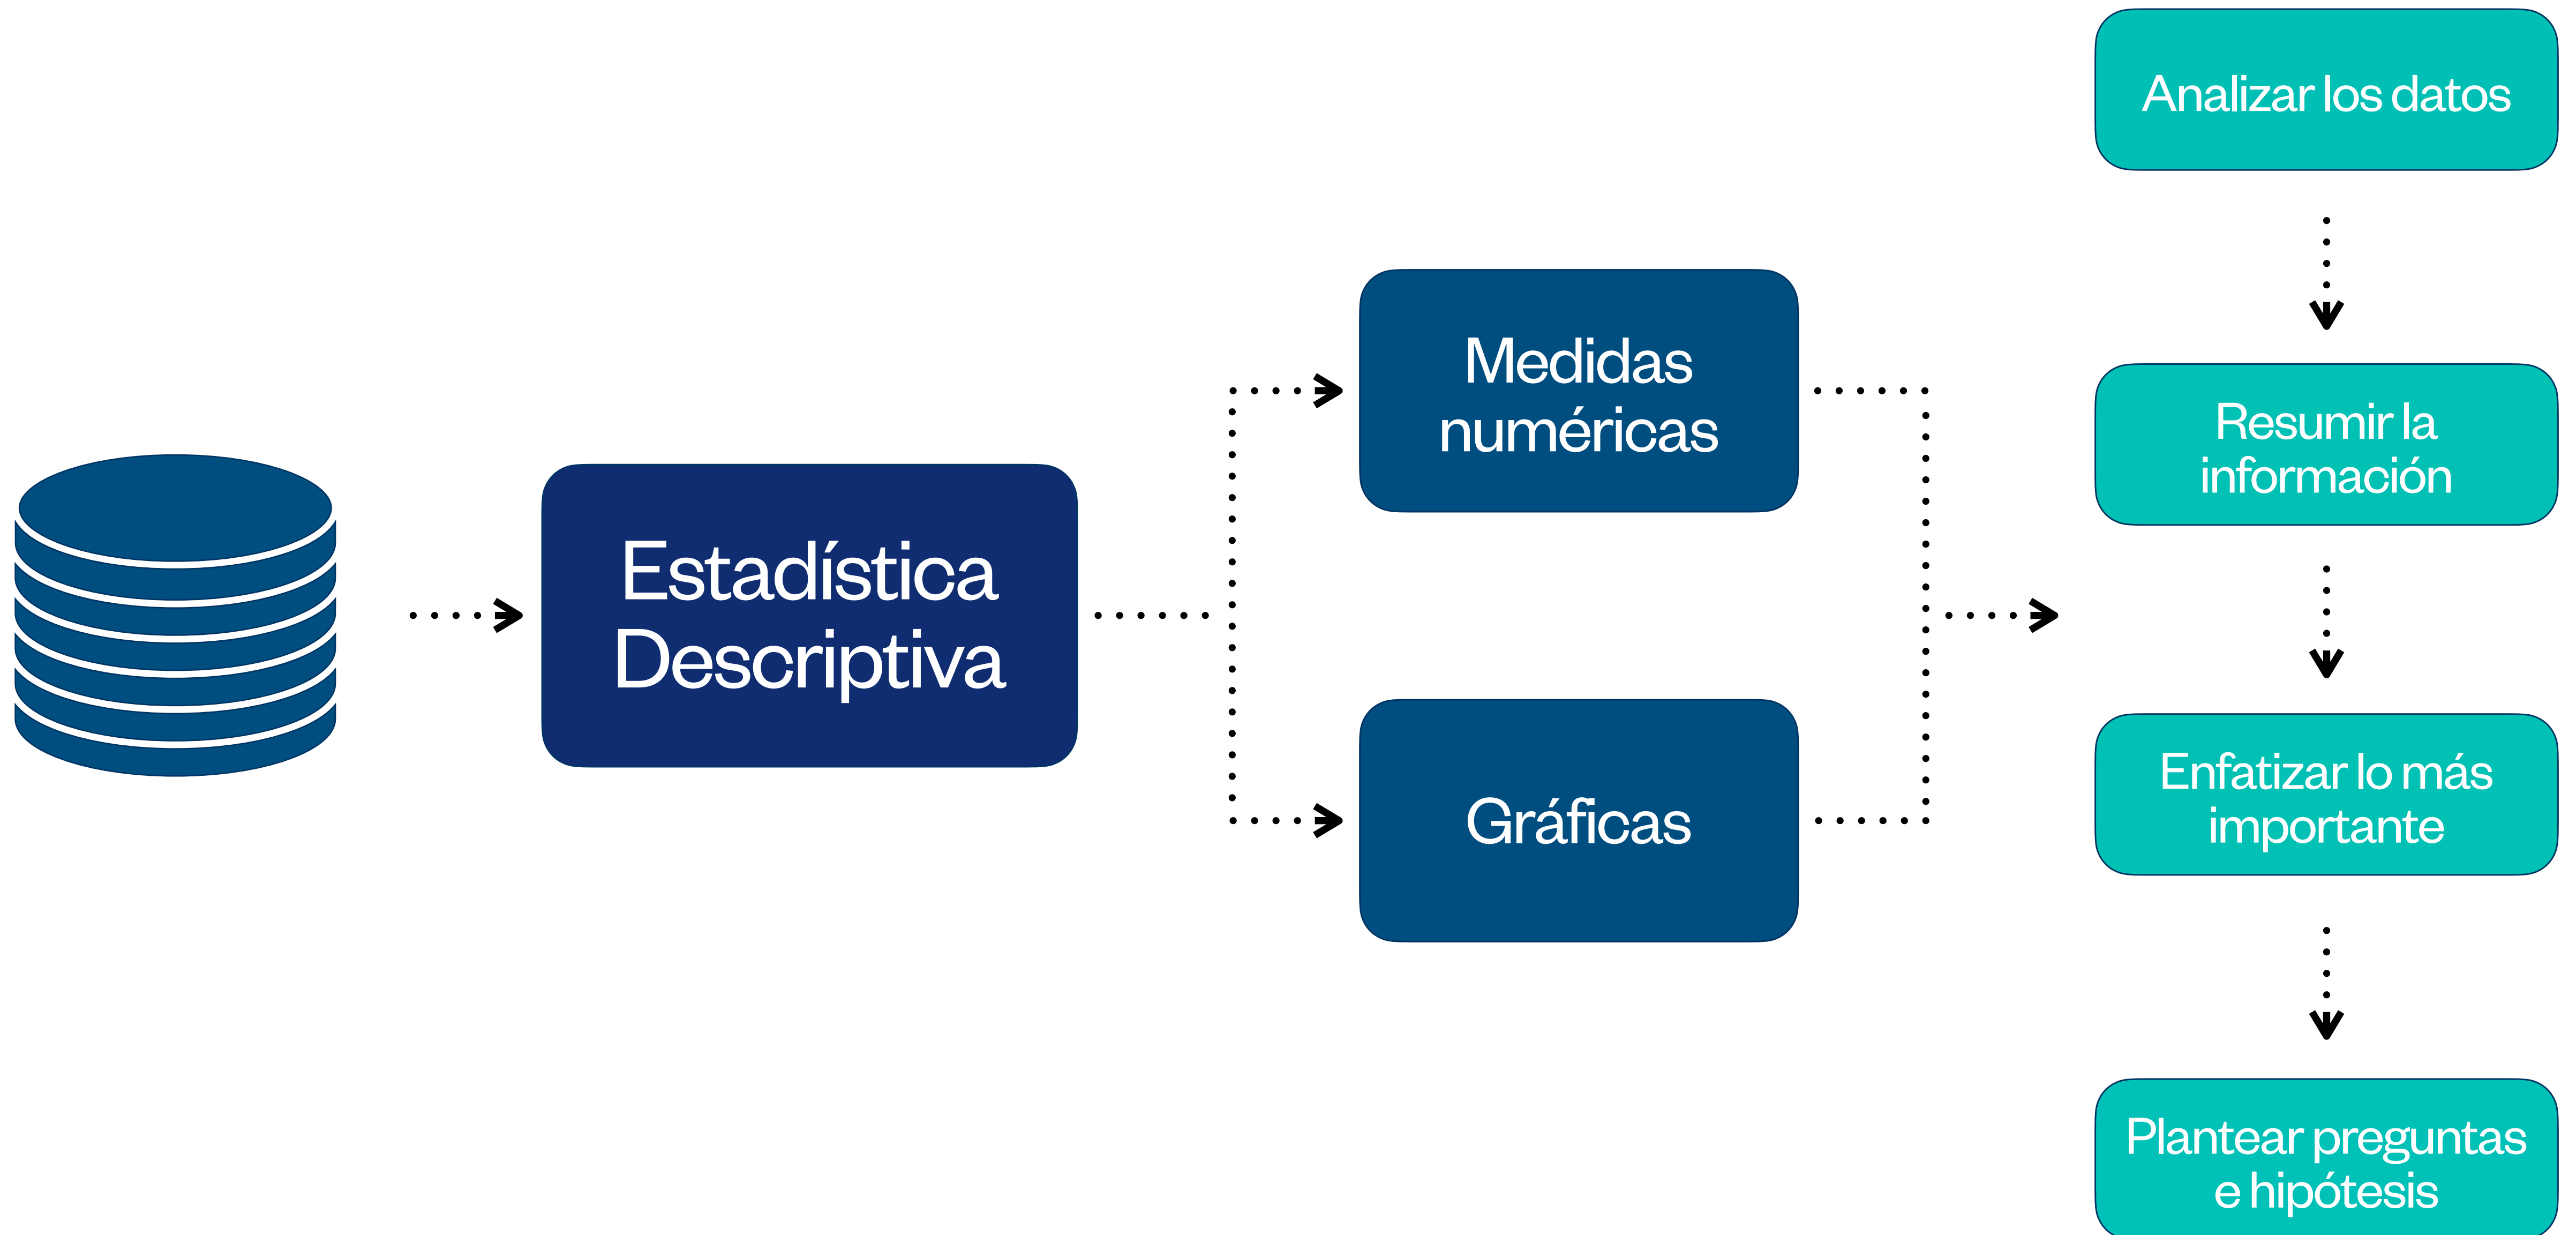 Estadística
Descriptiva
Medidas
numéricas
Gráficas
Analizar los datos
Resumir la
información
Enfatizar lo más
importante
Plantear preguntas
e hipótesis